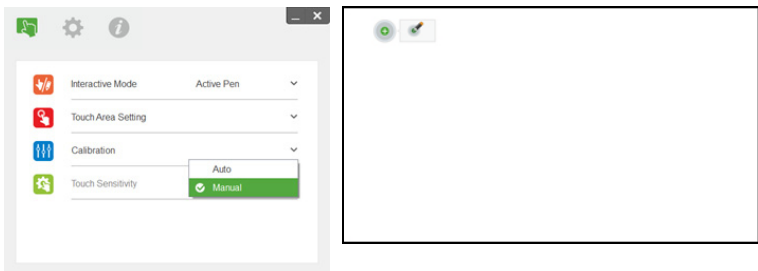 Interactive Mode Active Pen
Touch Area Setting
Calibration
Auto
Touch Sensitivity
Manual